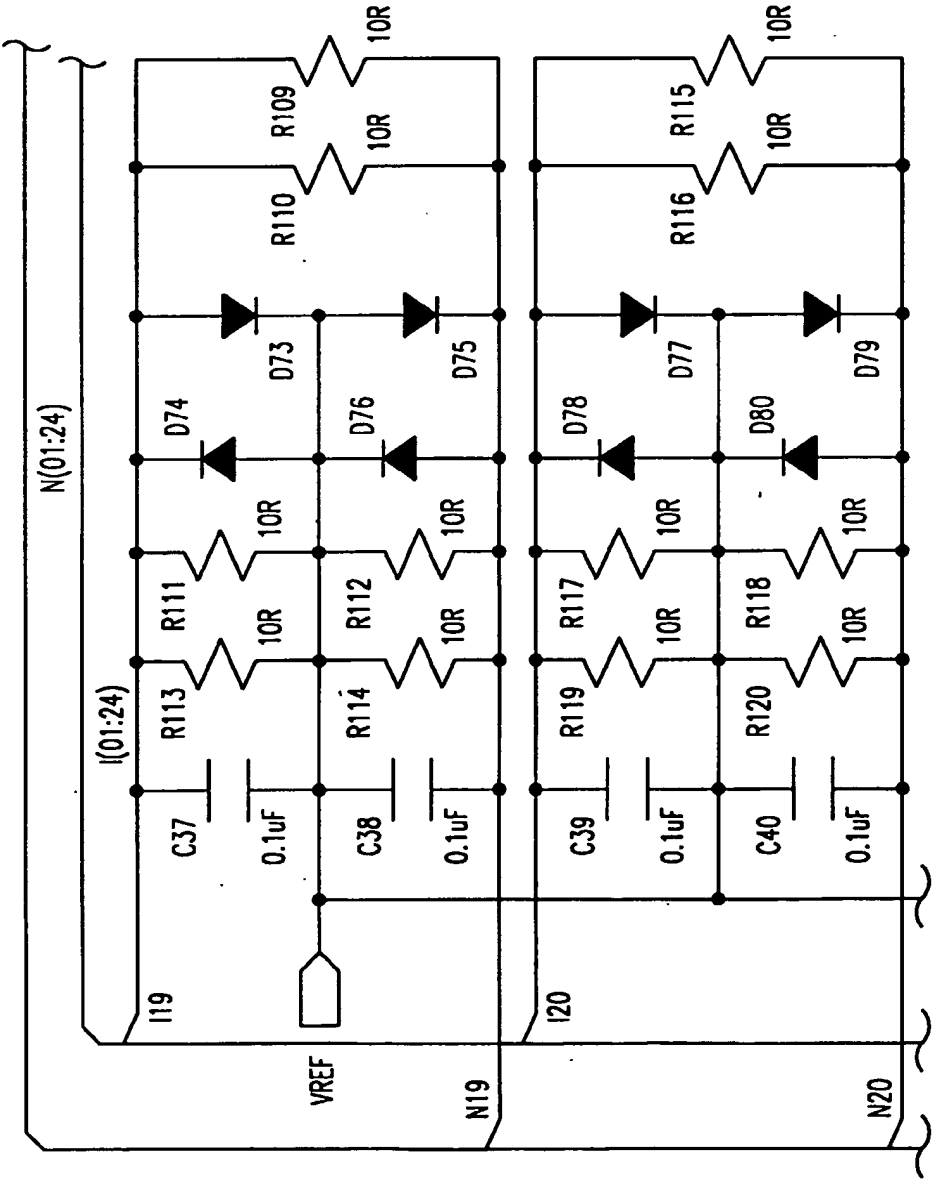 N(01:24)
I(01:24)
I19
VREF
N19
C37
0.1uF
C38
0.1uF
R113
10R
R114
10R
R111
10R
R112
10R
D74
D76
D73
D75
R110
10R
R109
10R
I20
N20
C39
0.1uF
C40
0.1uF
R119
10R
R120
10R
R117
10R
R118
10R
D78
D80
D77
D79
R116
10R
R115
10R